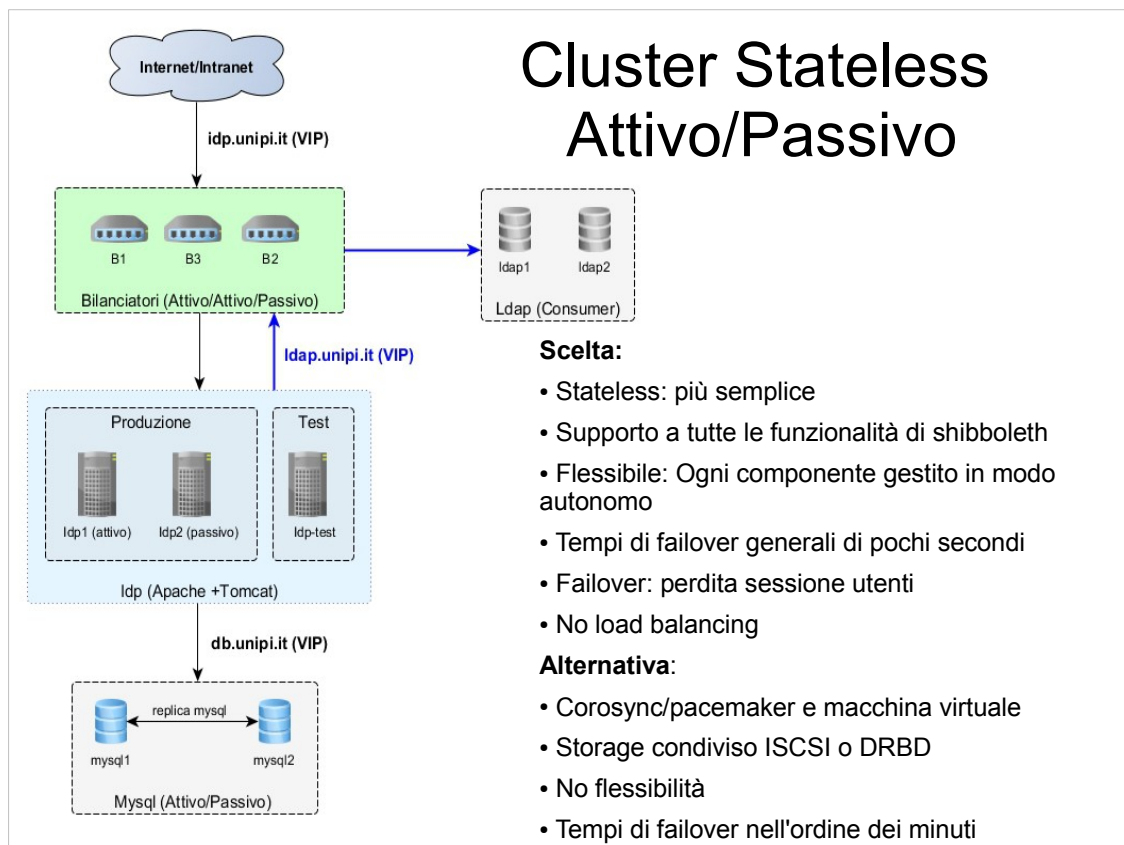 Cluster Stateless
Attivo/Passivo
Internet/Intranet
idp.unipi.it (VIP)
B1
B3
B2
Bilanciatori (Attivo/Attivo/Passivo)
ldap1
ldap2
Ldap (Consumer)
ldap.unipi.it (VIP)
Produzione
Test
Idp1 (attivo)
Idp2 (passivo)
Idp-test
Idp (Apache +Tomcat)
db.unipi.it (VIP)
replica mysql
mysql1
mysql2
Mysql (Attivo/Passivo)
Scelta:
• Stateless: più semplice
• Supporto a tutte le funzionalità di shibboleth
• Flessibile: Ogni componente gestito in modo
autonomo
• Tempi di failover generali di pochi secondi
• Failover: perdita sessione utenti
• No load balancing
Alternativa:
• Corosync/pacemaker e macchina virtuale
• Storage condiviso ISCSI o DRBD
• No flessibilità
• Tempi di failover nell'ordine dei minuti